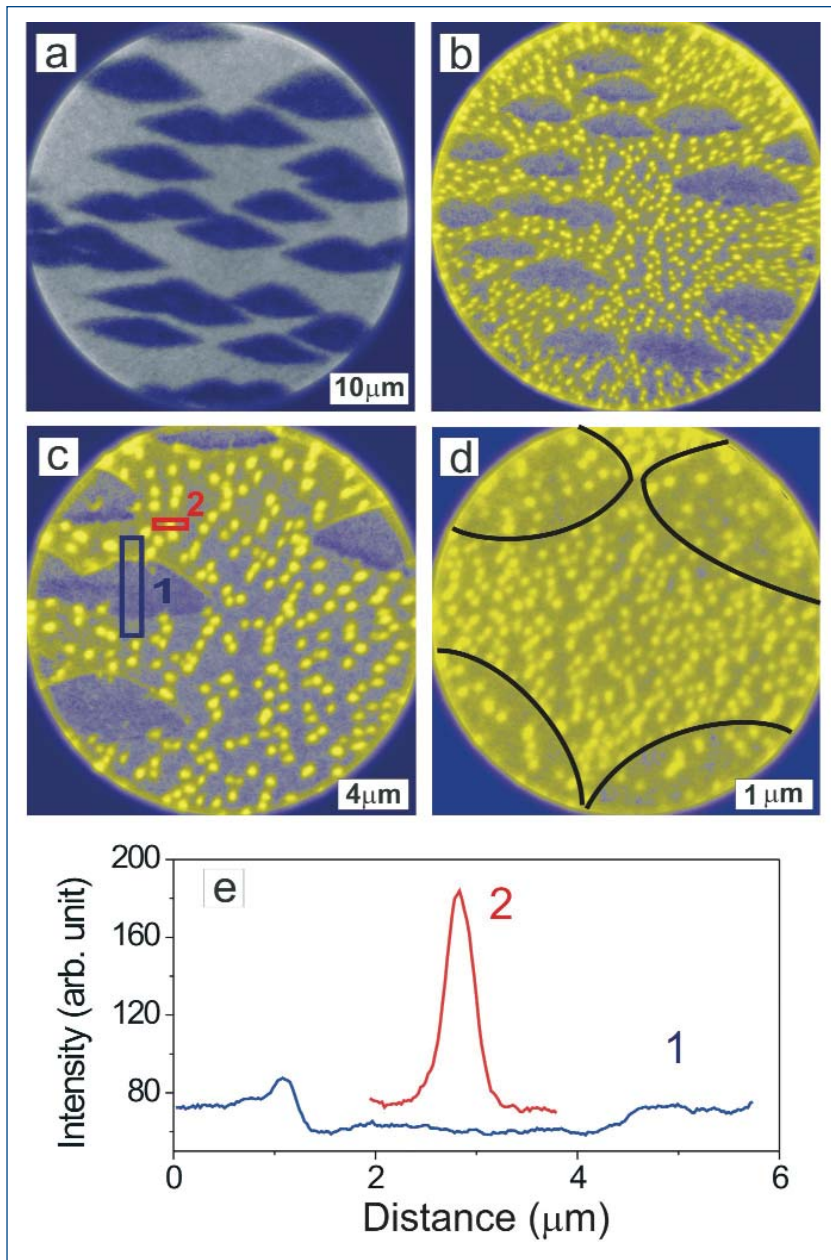 a
b
10μm
c
d
2
1
4μm
1 μm
200
e
2
160
120
1
80
Intensity (arb. unit)
0
2
4
6
Distance (μm)